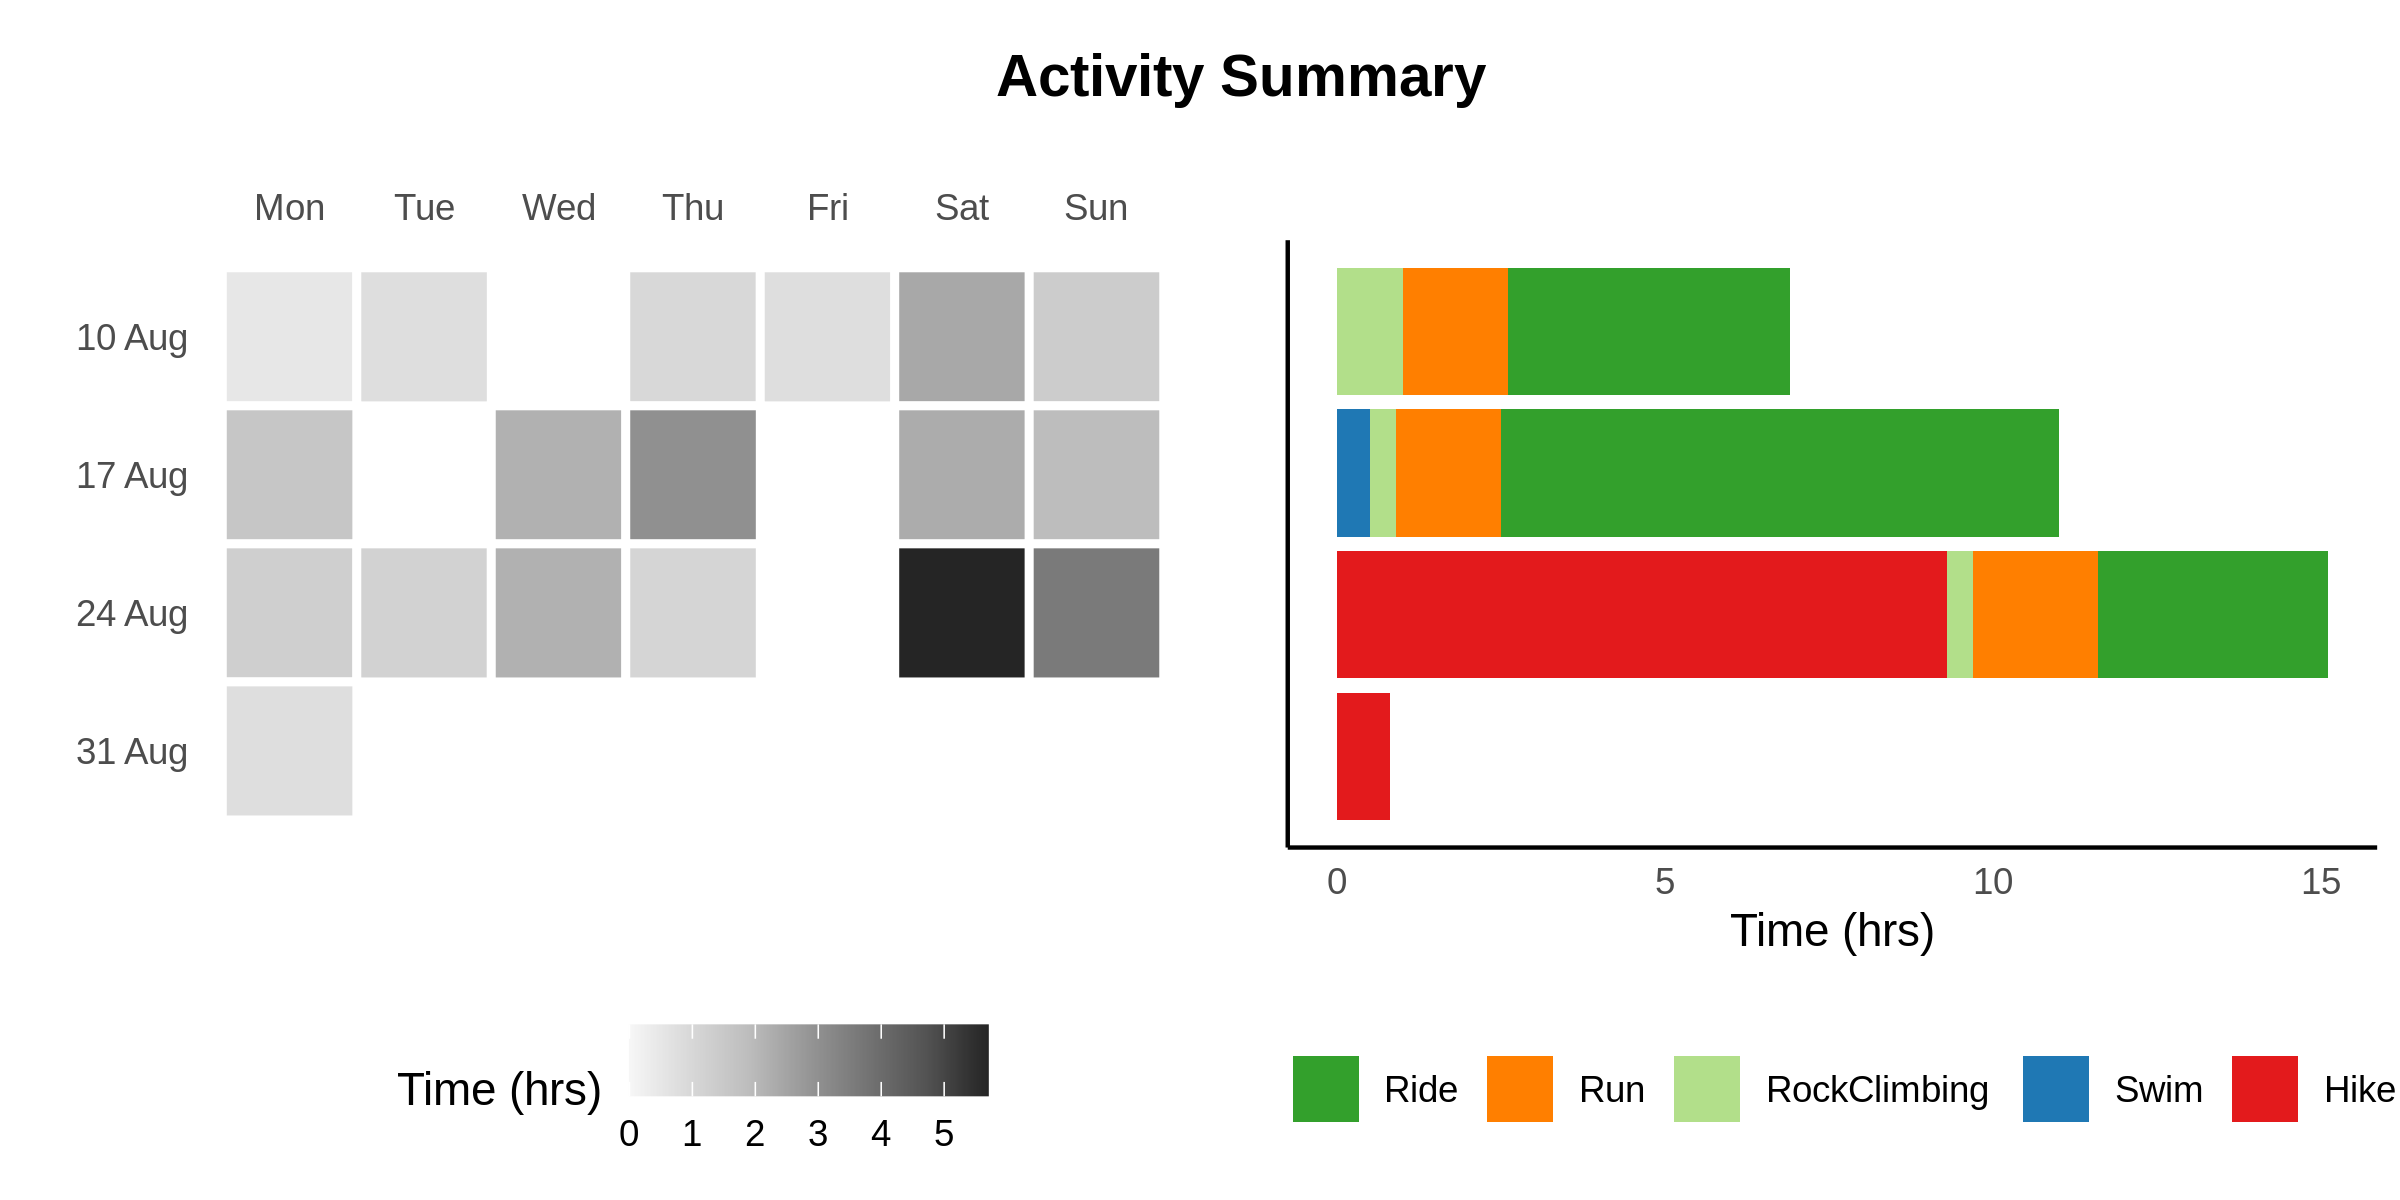 Activity Summary
Mon Tue Wed Thu Fri Sat Sun
10 Aug
17 Aug
24 Aug
31 Aug
Time (hrs)
0 1 2 3 4 5
0 5 10 15
Time (hrs)
Ride Run RockClimbing Swim Hike